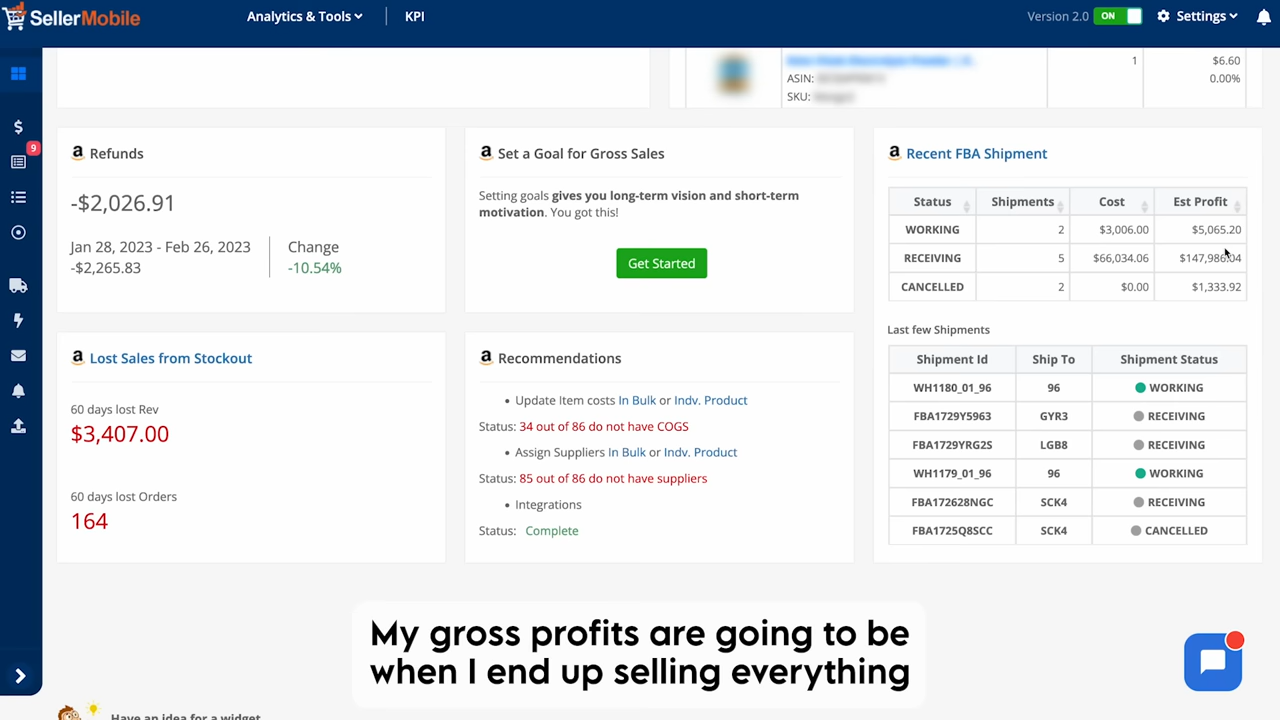 SellerMobile
Analytics & Tools
KPI
Version 2.0
ON
Settings
9
1
$6.60
ASIN:
0.00%
SKU:
Refunds
-$2,026.91
Jan 28, 2023 - Feb 26, 2023
-$2,265.83
Change
-10.54%
Set a Goal for Gross Sales
Setting goals gives you long-term vision and short-term
motivation. You got this!
Get Started
Recent FBA Shipment
Status Shipments Cost Est Profit
WORKING 2 $3,006.00 $5,065.20
RECEIVING 5 $66,034.06 $147,986.04
CANCELLED 2 $0.00 $1,333.92
Last few Shipments
Shipment Id Ship To Shipment Status
WH1180_01_96 96 WORKING
FBA1729Y5963 GYR3 RECEIVING
FBA1729YRG2S LGB8 RECEIVING
WH1179_01_96 96 WORKING
FBA172628NGC SCK4 RECEIVING
FBA1725Q8SCC SCK4 CANCELLED
Lost Sales from Stockout
60 days lost Rev
$3,407.00
60 days lost Orders
164
Recommendations
• Update Item costs In Bulk or Indv. Product
Status: 34 out of 86 do not have COGS
• Assign Suppliers In Bulk or Indv. Product
Status: 85 out of 86 do not have suppliers
• Integrations
Status: Complete
My gross profits are going to be
when I end up selling everything
Have an idea for a widget